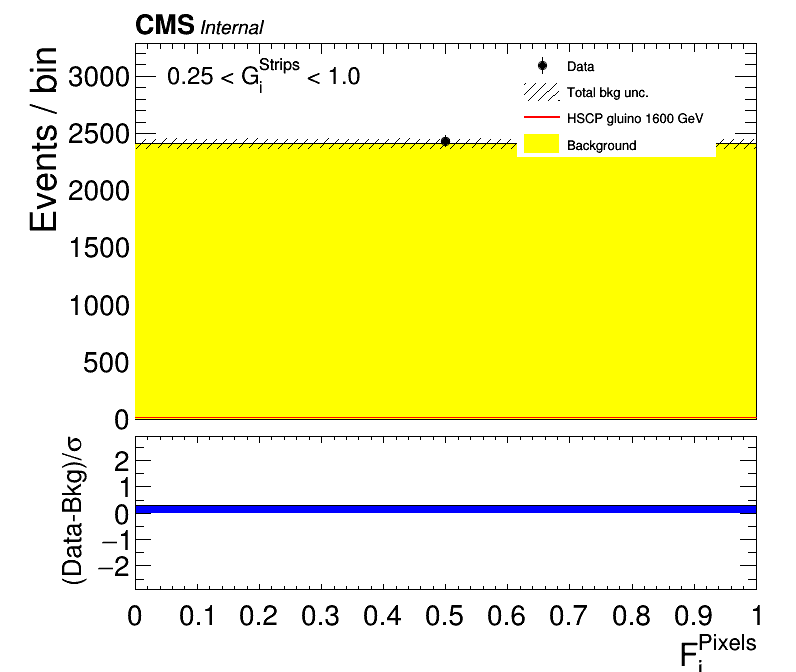 CMS Internal
Events / bin
3000
2500
2000
1500
1000
500
0
0.25 < G_i^Strips < 1.0
Data
Total bkg unc.
HSCP gluino 1600 GeV
Background
(Data-Bkg)/σ
2
1
0
−1
−2
0 0.1 0.2 0.3 0.4 0.5 0.6 0.7 0.8 0.9 1
F_i^Pixels